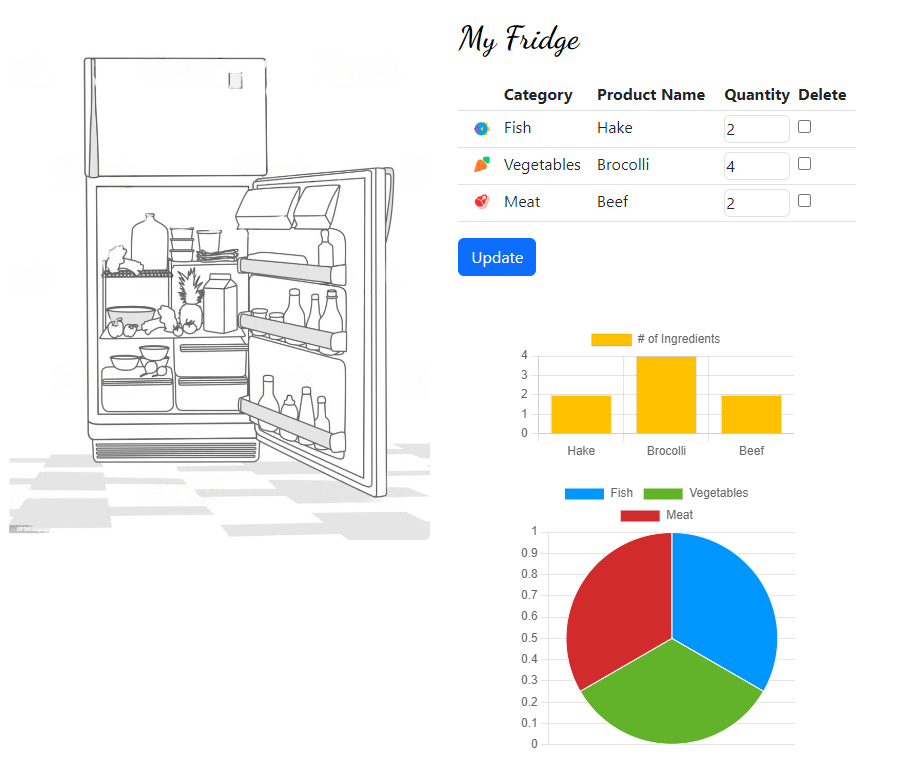 My Fridge
Category Product Name Quantity Delete
Fish Hake 2
Vegetables Brocolli 4
Meat Beef 2
Update
# of Ingredients
4
3
2
1
0
Hake Brocolli Beef
Fish Vegetables
Meat
1
0.9
0.8
0.7
0.6
0.5
0.4
0.3
0.2
0.1
0